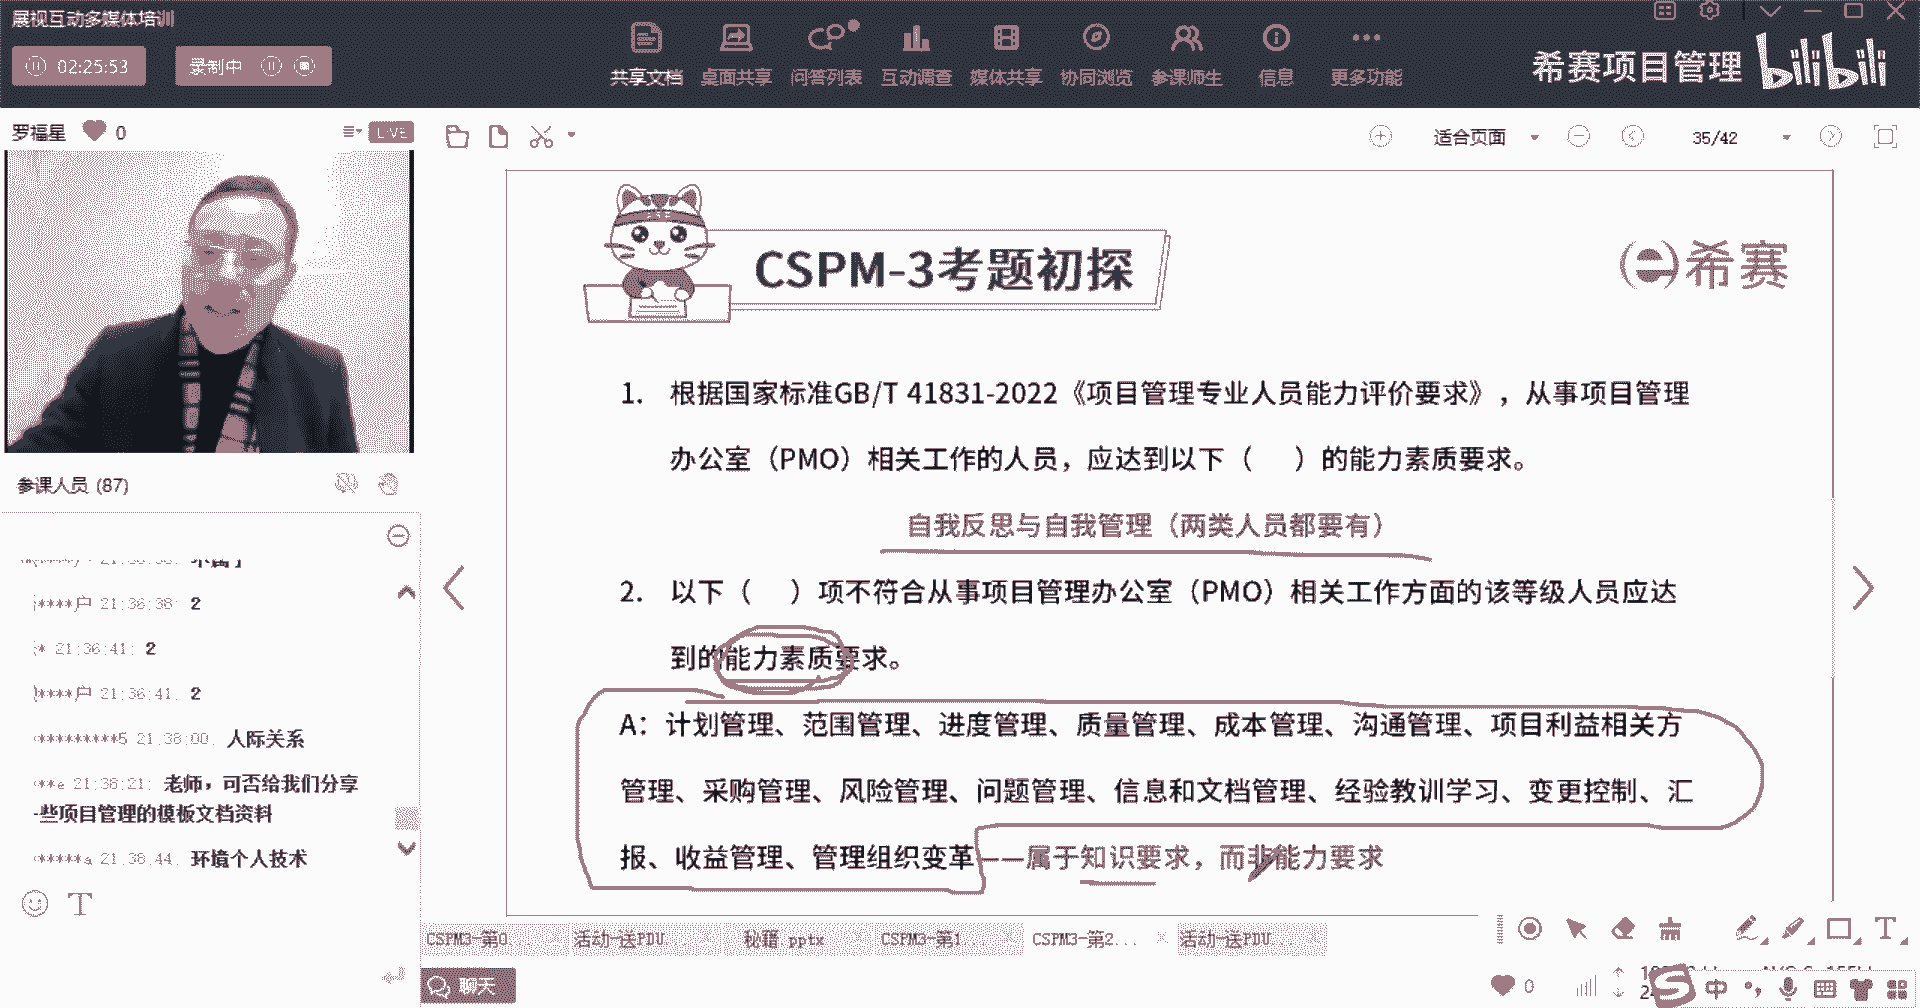 展视互动多媒体培训
02:25:53
录制中
共享文档 桌面共享 问答列表 互动调查 媒体共享 协同浏览 参课师生 信息 更多功能
希赛项目管理 bilibili
罗福星 0
LIVE
适合页面
35/42
CSPM-3考题初探
希赛
1. 根据国家标准GB/T 41831-2022《项目管理专业人员能力评价要求》，从事项目管理
办公室（PMO）相关工作的人员，应达到以下（ ）的能力素质要求。
自我反思与自我管理（两类人员都要有）
2. 以下（ ）项不符合从事项目管理办公室（PMO）相关工作方面的该等级人员应达
到的能力素质要求。
A：计划管理、范围管理、进度管理、质量管理、成本管理、沟通管理、项目利益相关方
管理、采购管理、风险管理、问题管理、信息和文档管理、经验教训学习、变更控制、汇
报、收益管理、管理组织变革——属于知识要求，而非能力要求
参课人员 (87)
户 21:36:38: 2
21:36:41: 2
户 21:36:41: 2
*********5 21:38:00: 人际关系
***e 21:38:21: 老师，可否给我们分享
一些项目管理的模板文档资料
*****a 21:38:44: 环境个人技术
T
CSPM3-第0... 活动-送PDU... 秘籍.pptx CSPM3-第1... CSPM3-第2... 活动-送PDU...
聊天
T
0
中